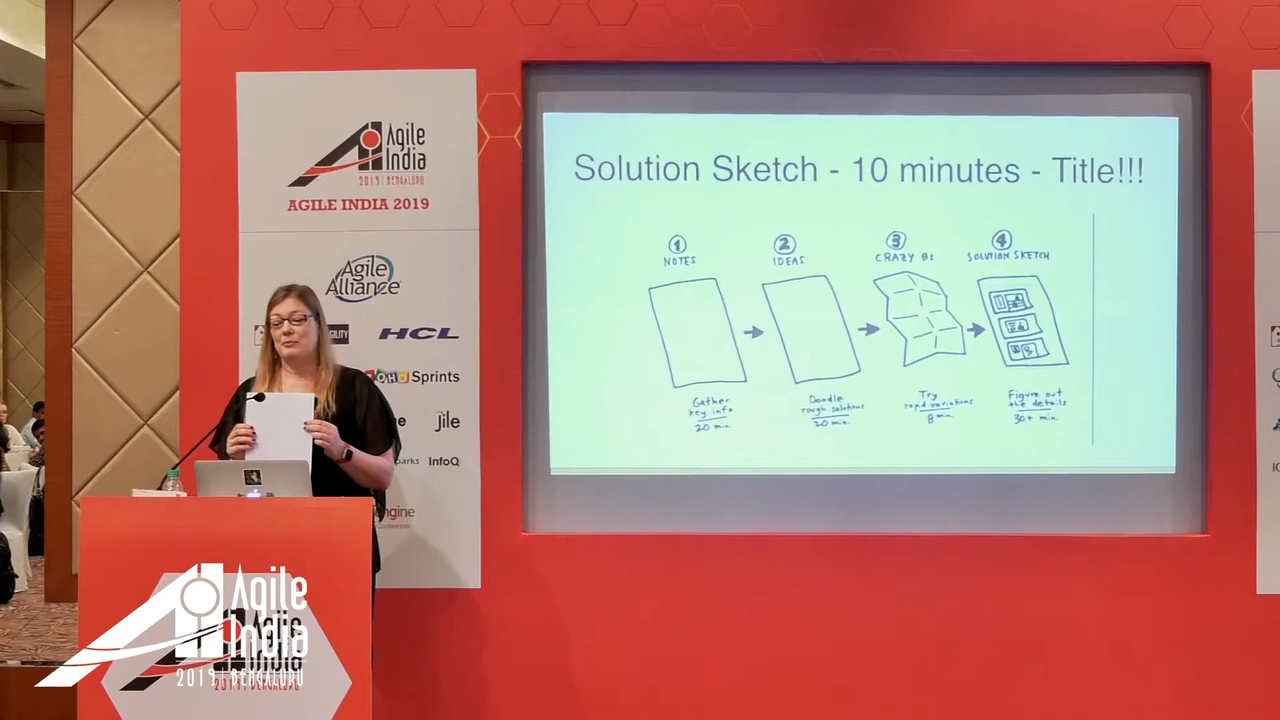 Agile
India
2019 | BENGALURU
AGILE INDIA 2019
Agile
Alliance
HCL
Sprints
jile
InfoQ
Solution Sketch - 10 minutes - Title!!!
1
NOTES
Gather
key info
20 min
2
IDEAS
Doodle
rough solutions
20 min.
3
CRAZY 8s
Try
rapid variations
8 min.
4
SOLUTION SKETCH
Figure out
the details
30+ min.
Agile
India
2019 | BENGALURU